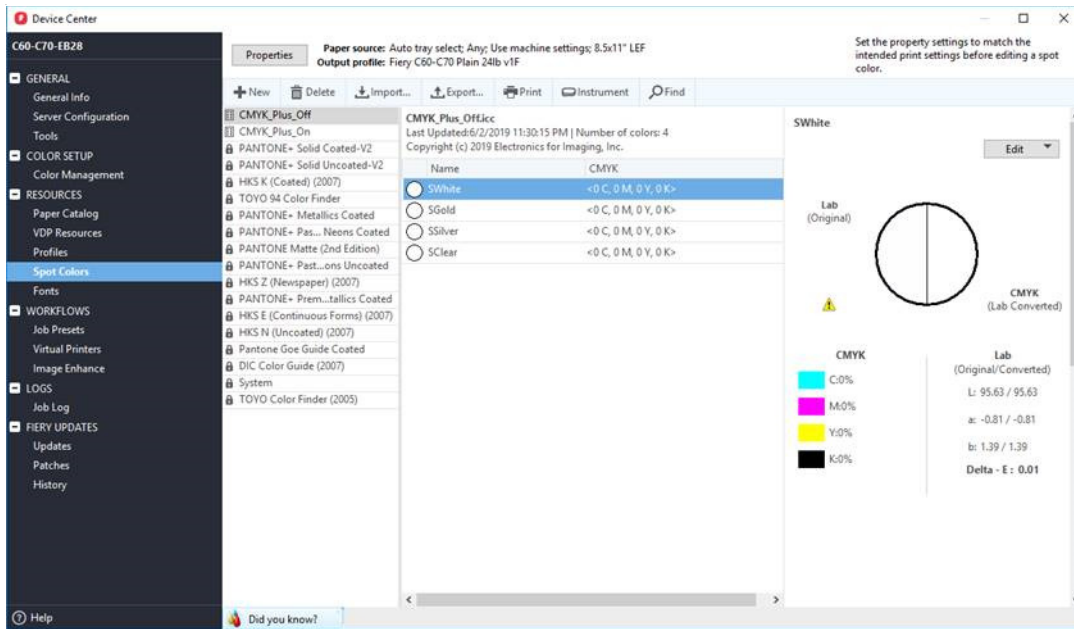 Device Center
C60-C70-EB28
GENERAL
General Info
Server Configuration
Tools
COLOR SETUP
Color Management
RESOURCES
Paper Catalog
VDP Resources
Profiles
Spot Colors
Fonts
WORKFLOWS
Job Presets
Virtual Printers
Image Enhance
LOGS
Job Log
FIERY UPDATES
Updates
Patches
History
Help
Properties
Paper source: Auto tray select; Any; Use machine settings; 8.5x11" LEF
Output profile: Fiery C60-C70 Plain 24lb v1F
Set the property settings to match the
intended print settings before editing a spot
color.
New Delete Import... Export... Print Instrument Find
CMYK_Plus_Off
CMYK_Plus_On
PANTONE+ Solid Coated-V2
PANTONE+ Solid Uncoated-V2
HKS K (Coated) (2007)
TOYO 94 Color Finder
PANTONE+ Metallics Coated
PANTONE+ Pas... Neons Coated
PANTONE Matte (2nd Edition)
PANTONE+ Past...ons Uncoated
HKS Z (Newspaper) (2007)
PANTONE+ Prem...tallics Coated
HKS E (Continuous Forms) (2007)
HKS N (Uncoated) (2007)
Pantone Goe Guide Coated
DIC Color Guide (2007)
System
TOYO Color Finder (2005)
Did you know?
CMYK_Plus_Off.icc
Last Updated:6/2/2019 11:30:15 PM | Number of colors: 4
Copyright (c) 2019 Electronics for Imaging, Inc.
Name CMYK
SWhite <0 C, 0 M, 0 Y, 0 K>
SGold <0 C, 0 M, 0 Y, 0 K>
SSilver <0 C, 0 M, 0 Y, 0 K>
SClear <0 C, 0 M, 0 Y, 0 K>
SWhite
Edit
Lab
(Original)
CMYK
(Lab Converted)
CMYK
C:0%
M:0%
Y:0%
K:0%
Lab
(Original/Converted)
L: 95.63 / 95.63
a: -0.81 / -0.81
b: 1.39 / 1.39
Delta - E : 0.01